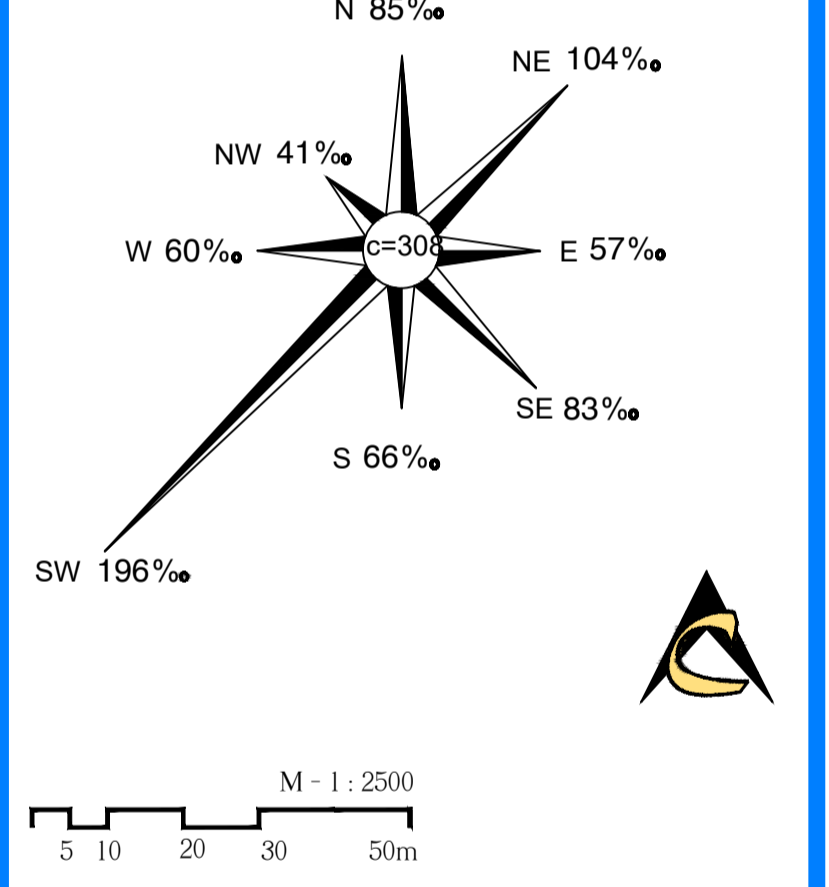 N 85‰
NE 104‰
NW 41‰
c=308
W 60‰
E 57‰
SE 83‰
S 66‰
SW 196‰
M - 1 : 2500
5 10 20 30 50m